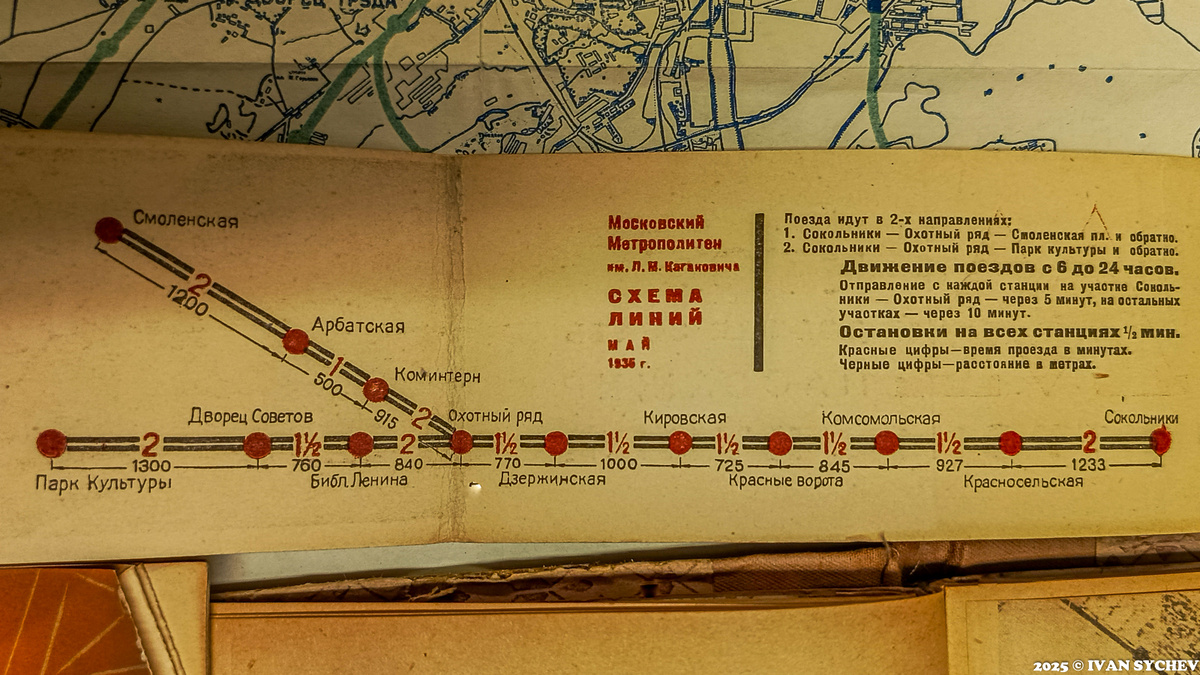 ДВОРЕЦ ТРУДА
Смоленская
2
1200
Арбатская
1
500
Коминтерн
2
915
Московский
Метрополитен
им. Л. М. Кагановича
СХЕМА
ЛИНИЙ
МАЙ
1935 г.
Поезда идут в 2-х направлениях:
1. Сокольники — Охотный ряд — Смоленская пл. и обратно.
2. Сокольники — Охотный ряд — Парк культуры и обратно.
Движение поездов с 6 до 24 часов.
Отправление с каждой станции на участке Соколь-
ники — Охотный ряд — через 5 минут, на остальных
участках — через 10 минут.
Остановки на всех станциях ½ мин.
Красные цифры—время проезда в минутах.
Черные цифры—расстояние в метрах.
Дворец Советов Охотный ряд Кировская Комсомольская Сокольники
2 1½ 2 1½ 1½ 1½ 1½ 1½ 2
1300 760 840 770 1000 725 845 927 1233
Парк Культуры Библ. Ленина Дзержинская Красные ворота Красносельская
2025 © IVAN SYCHEV